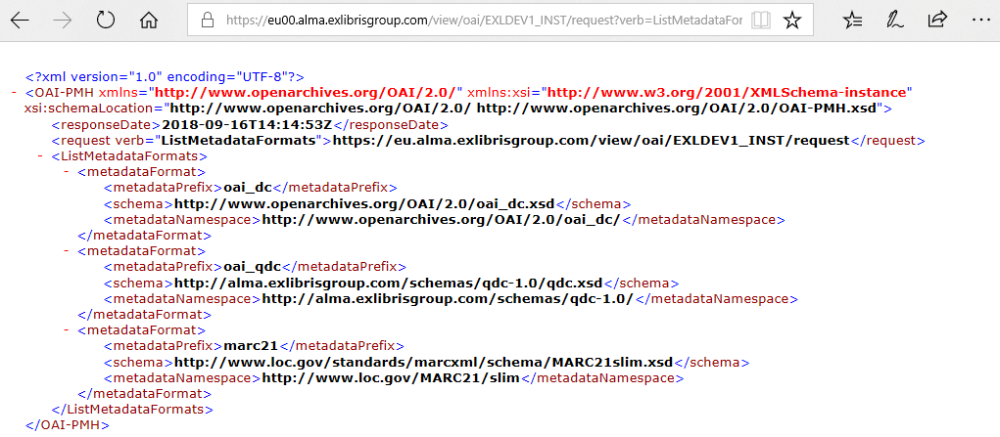 https://eu00.alma.exlibrisgroup.com/view/oai/EXLDEV1_INST/request?verb=ListMetadataFor
<?xml version="1.0" encoding="UTF-8"?>
- <OAI-PMH xmlns="http://www.openarchives.org/OAI/2.0/" xmlns:xsi="http://www.w3.org/2001/XMLSchema-instance"
xsi:schemaLocation="http://www.openarchives.org/OAI/2.0/ http://www.openarchives.org/OAI/2.0/OAI-PMH.xsd">
<responseDate>2018-09-16T14:14:53Z</responseDate>
<request verb="ListMetadataFormats">https://eu.alma.exlibrisgroup.com/view/oai/EXLDEV1_INST/request</request>
- <ListMetadataFormats>
- <metadataFormat>
<metadataPrefix>oai_dc</metadataPrefix>
<schema>http://www.openarchives.org/OAI/2.0/oai_dc.xsd</schema>
<metadataNamespace>http://www.openarchives.org/OAI/2.0/oai_dc/</metadataNamespace>
</metadataFormat>
- <metadataFormat>
<metadataPrefix>oai_qdc</metadataPrefix>
<schema>http://alma.exlibrisgroup.com/schemas/qdc-1.0/qdc.xsd</schema>
<metadataNamespace>http://alma.exlibrisgroup.com/schemas/qdc-1.0/</metadataNamespace>
</metadataFormat>
- <metadataFormat>
<metadataPrefix>marc21</metadataPrefix>
<schema>http://www.loc.gov/standards/marcxml/schema/MARC21slim.xsd</schema>
<metadataNamespace>http://www.loc.gov/MARC21/slim</metadataNamespace>
</metadataFormat>
</ListMetadataFormats>
</OAI-PMH>